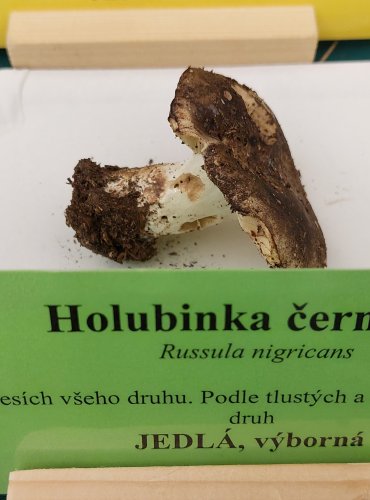 Holubinka čern
Russula nigricans
esích všeho druhu. Podle tlustých a
druh
JEDLÁ, výborná